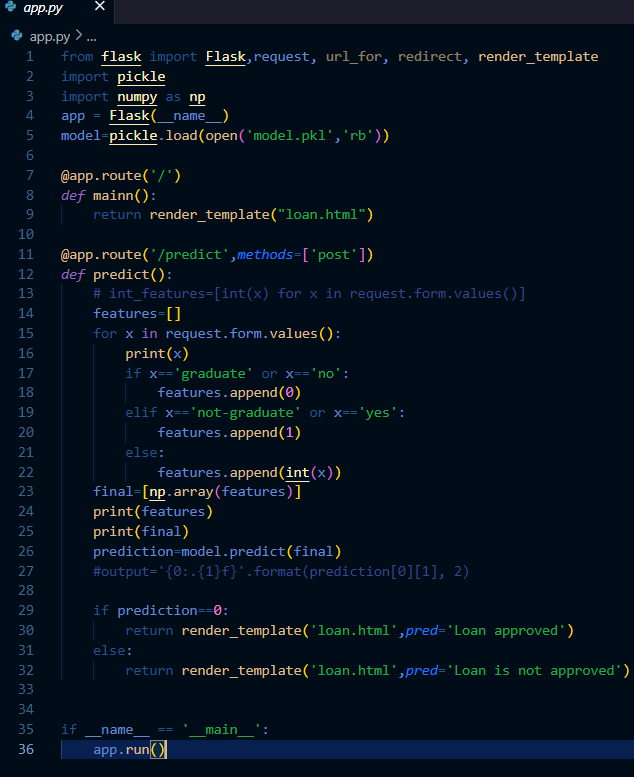 app.py ×
app.py > ...
1 from flask import Flask,request, url_for, redirect, render_template
2 import pickle
3 import numpy as np
4 app = Flask(__name__)
5 model=pickle.load(open('model.pkl','rb'))
6
7 @app.route('/')
8 def mainn():
9     return render_template("loan.html")
10
11 @app.route('/predict',methods=['post'])
12 def predict():
13     # int_features=[int(x) for x in request.form.values()]
14     features=[]
15     for x in request.form.values():
16         print(x)
17         if x=='graduate' or x=='no':
18             features.append(0)
19         elif x=='not-graduate' or x=='yes':
20             features.append(1)
21         else:
22             features.append(int(x))
23     final=[np.array(features)]
24     print(features)
25     print(final)
26     prediction=model.predict(final)
27     #output='{0:.{1}f}'.format(prediction[0][1], 2)
28
29     if prediction==0:
30         return render_template('loan.html',pred='Loan approved')
31     else:
32         return render_template('loan.html',pred='Loan is not approved')
33
34
35 if __name__ == '__main__':
36     app.run()